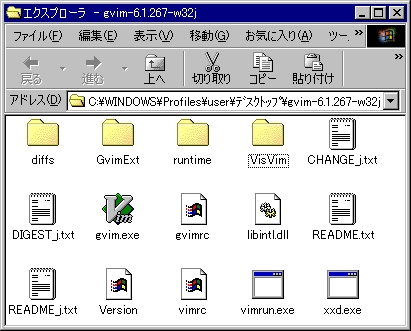 エクスプローラ - gvim-6.1.267-w32j
ファイル(F) 編集(E) 表示(V) 移動(G) お気に入り(A) ツー. »
戻る 進む 上へ 切り取り コピー 貼り付け »
アドレス(D) C:¥WINDOWS¥Profiles¥user¥ﾃﾞｽｸﾄｯﾌﾟ¥gvim-6.1.267-w32j
diffs GvimExt runtime VisVim CHANGE_j.txt
DIGEST_j.txt gvim.exe gvimrc libintl.dll README.txt
README_j.txt Version vimrc vimrun.exe xxd.exe